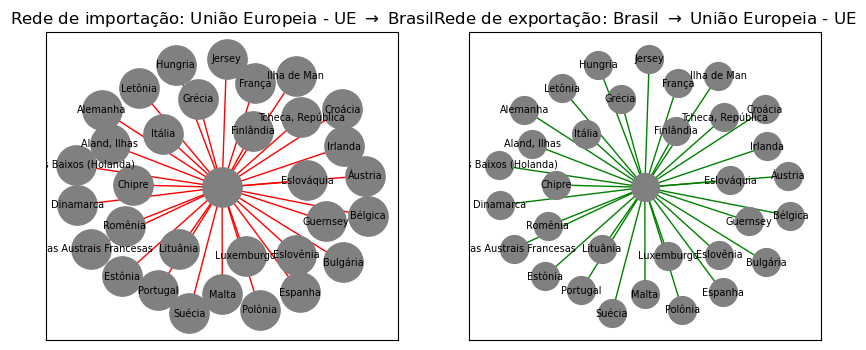 Rede de importação: União Europeia - UE → Brasil
Rede de exportação: Brasil → União Europeia - UE
Jersey
Hungria
Ilha de Man
França
Letônia
Grécia
Alemanha
Croácia
Tcheca, República
Itália
Finlândia
Aland, Ilhas
Irlanda
s Baixos (Holanda)
Chipre
Eslováquia
Áustria
Dinamarca
Bélgica
Romênia
Guernsey
as Austrais Francesas
Lituânia
Luxemburgo
Eslovênia
Bulgária
Estônia
Portugal
Malta
Espanha
Suécia
Polônia
Jersey
Hungria
Ilha de Man
França
Letônia
Grécia
Alemanha
Croácia
Tcheca, República
Itália
Finlândia
Aland, Ilhas
Irlanda
s Baixos (Holanda)
Chipre
Eslováquia
Áustria
Dinamarca
Bélgica
Romênia
Guernsey
as Austrais Francesas
Lituânia
Luxemburgo
Eslovênia
Bulgária
Estônia
Portugal
Malta
Espanha
Suécia
Polônia